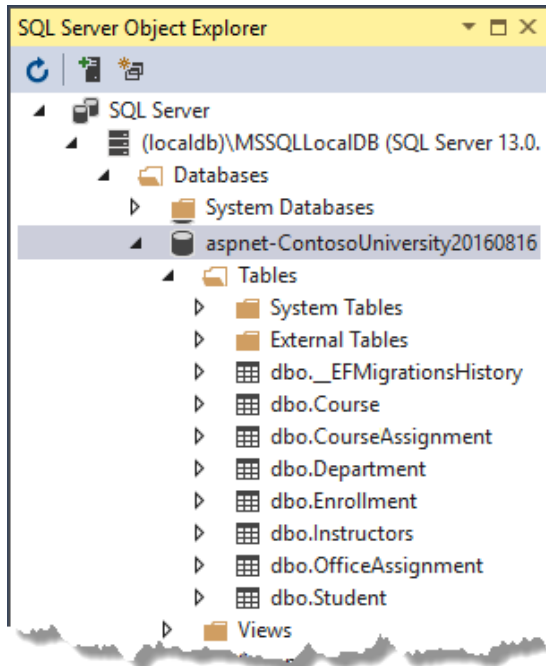 SQL Server Object Explorer
SQL Server
(localdb)\MSSQLLocalDB (SQL Server 13.0.
Databases
System Databases
aspnet-ContosoUniversity20160816
Tables
System Tables
External Tables
dbo.__EFMigrationsHistory
dbo.Course
dbo.CourseAssignment
dbo.Department
dbo.Enrollment
dbo.Instructors
dbo.OfficeAssignment
dbo.Student
Views